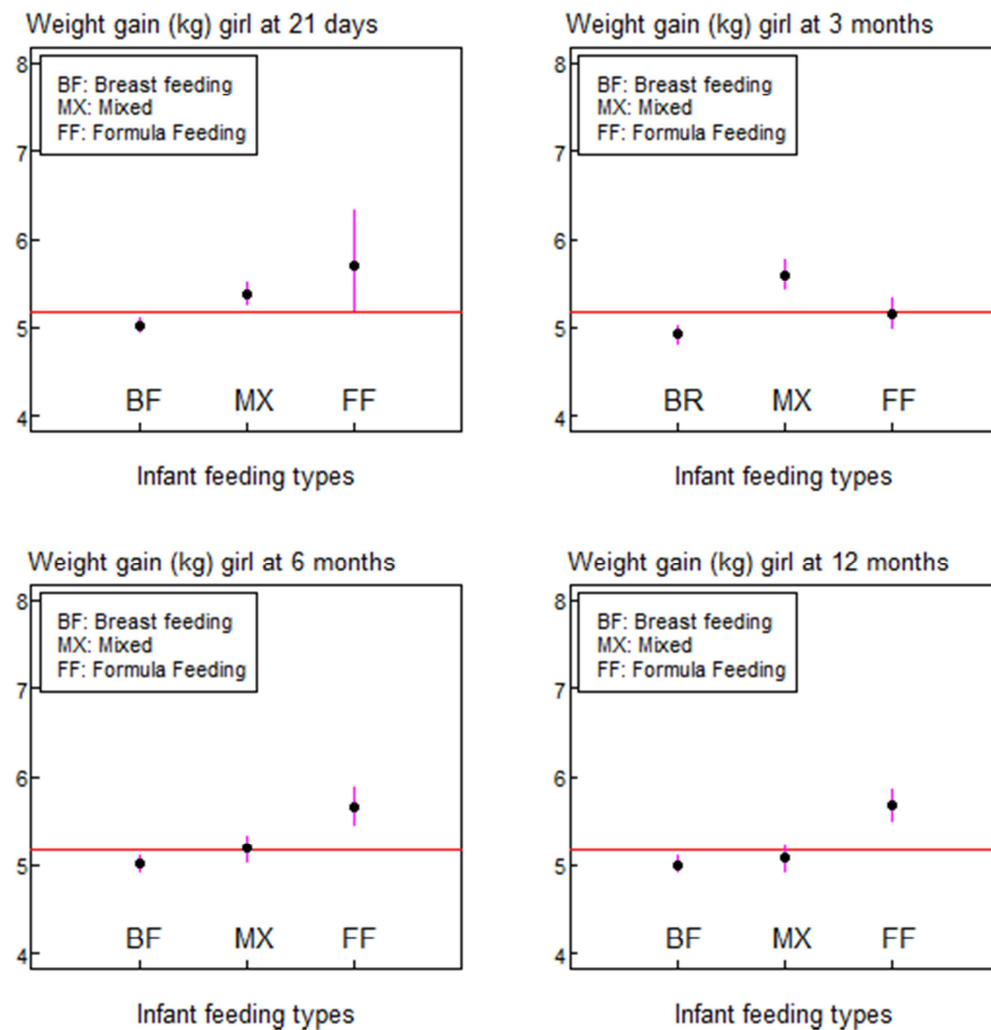 Weight gain (kg) girl at 21 days
8
7
6
5
4
BF: Breast feeding
MX: Mixed
FF: Formula Feeding
BF MX FF
Infant feeding types
Weight gain (kg) girl at 3 months
8
7
6
5
4
BF: Breast feeding
MX: Mixed
FF: Formula Feeding
BR MX FF
Infant feeding types
Weight gain (kg) girl at 6 months
8
7
6
5
4
BF: Breast feeding
MX: Mixed
FF: Formula Feeding
BF MX FF
Infant feeding types
Weight gain (kg) girl at 12 months
8
7
6
5
4
BF: Breast feeding
MX: Mixed
FF: Formula Feeding
BF MX FF
Infant feeding types